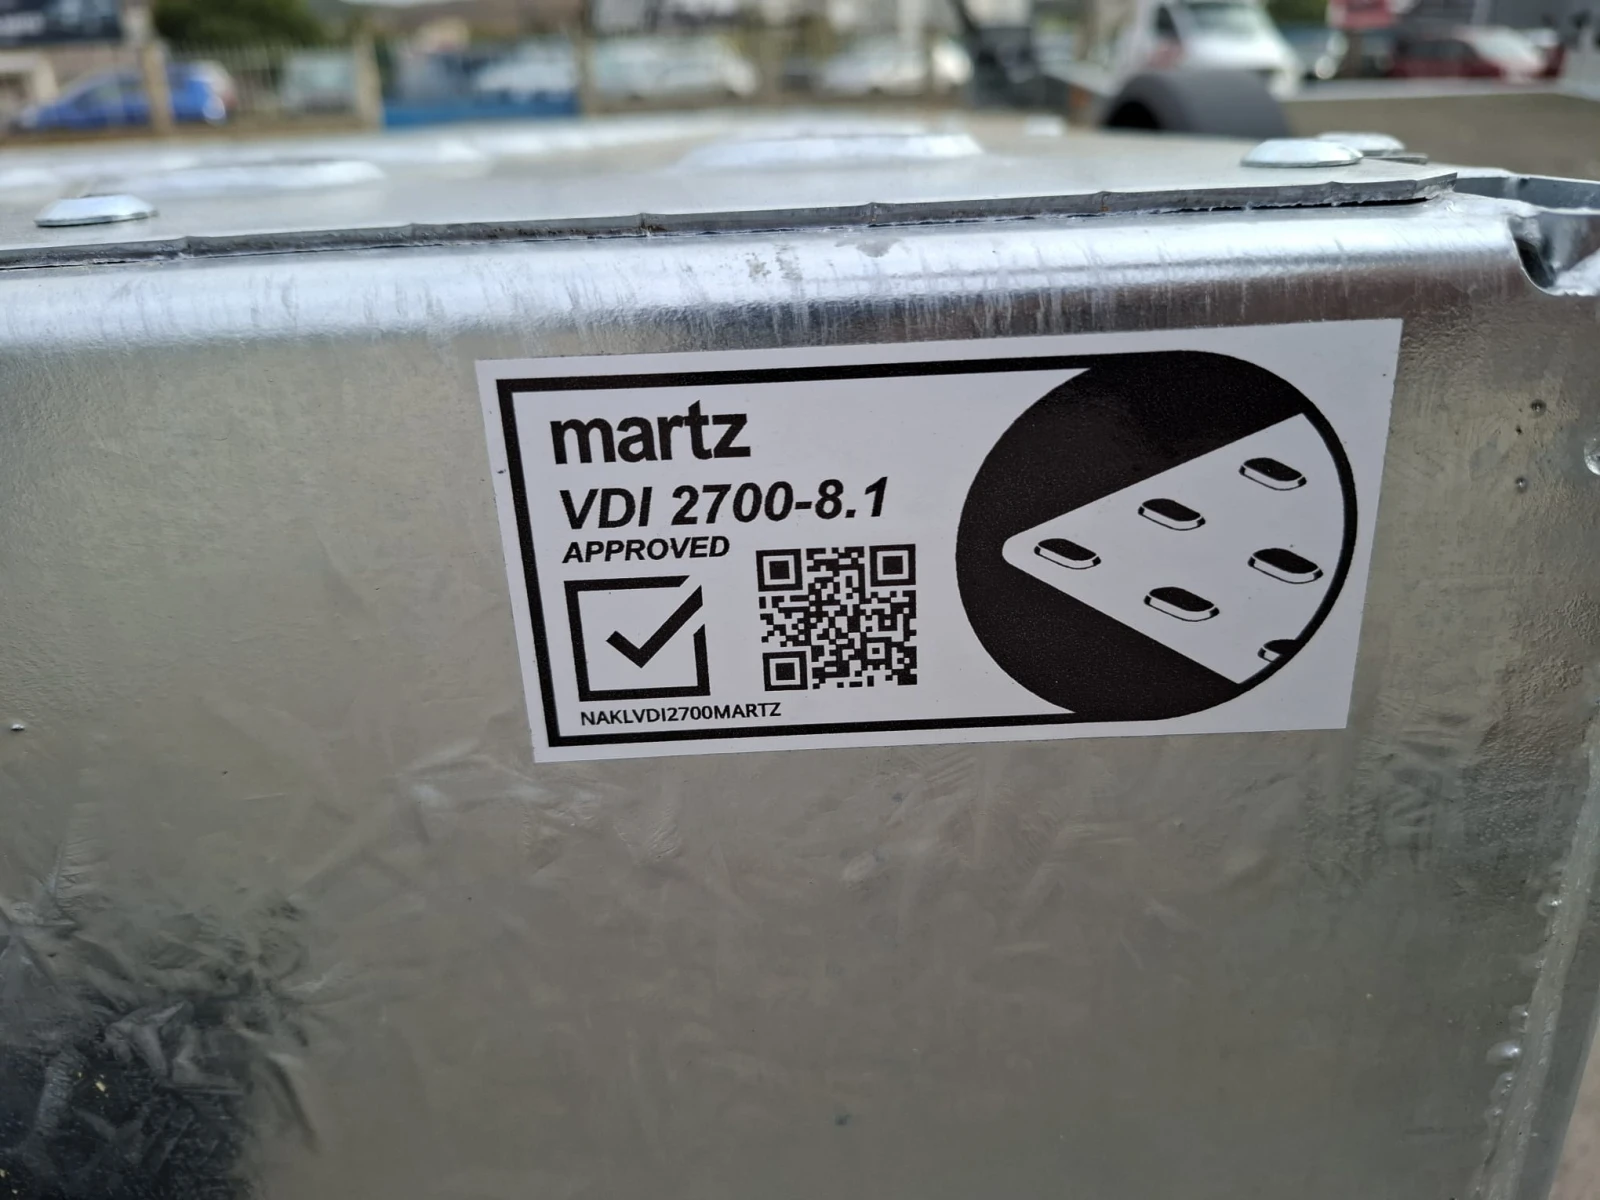 martz
VDI 2700-8.1
APPROVED
NAKLVDI2700MARTZ